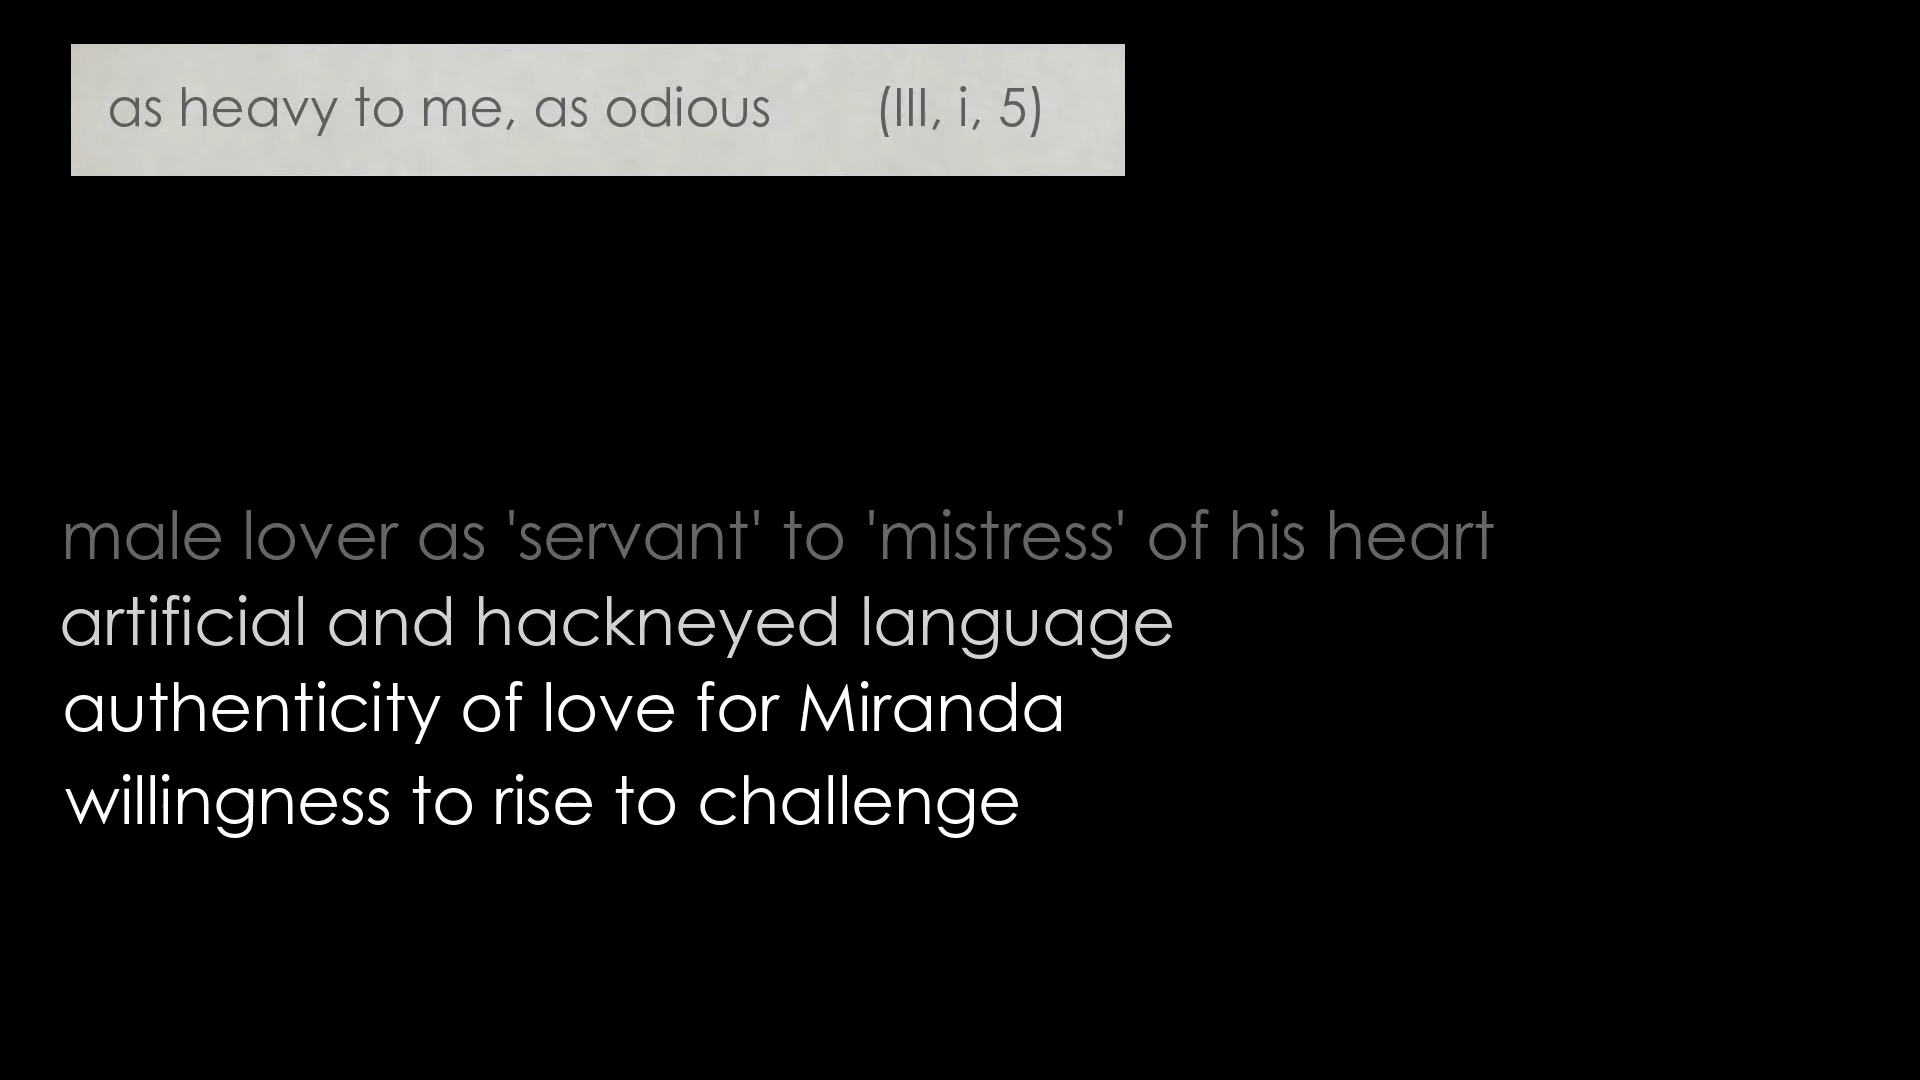 as heavy to me, as odious (III, i, 5)
male lover as 'servant' to 'mistress' of his heart
artificial and hackneyed language
authenticity of love for Miranda
willingness to rise to challenge